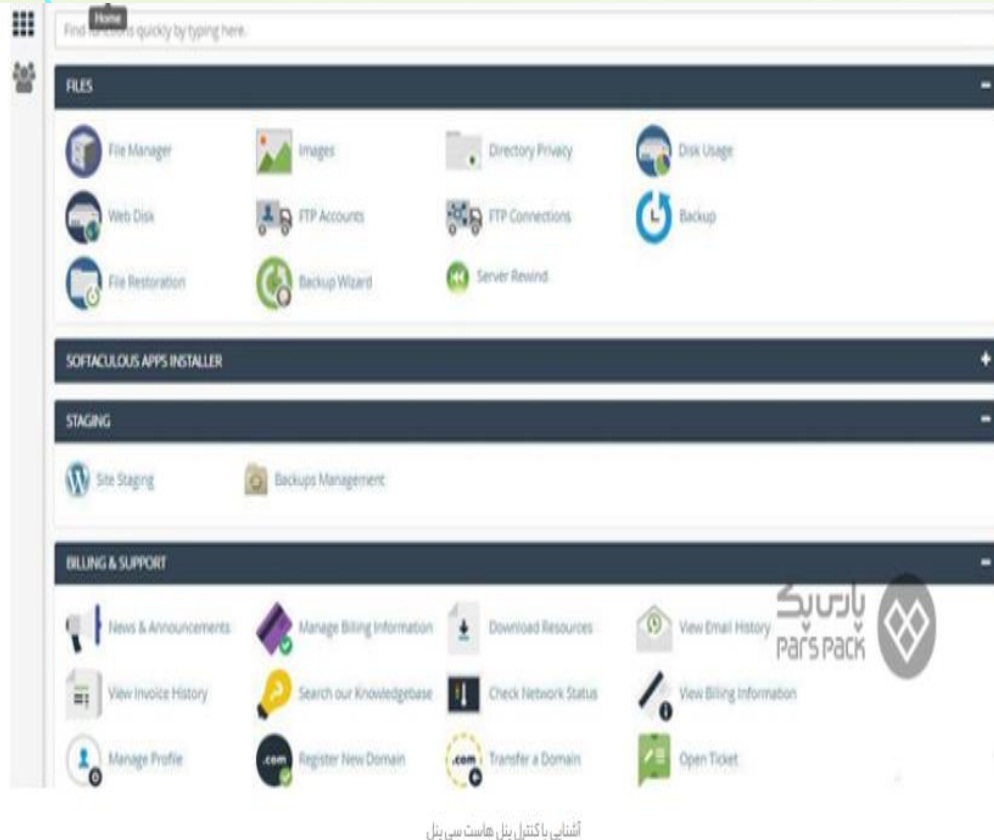 Home
Find functions quickly by typing here.
FILES
File Manager
Images
Directory Privacy
Disk Usage
Web Disk
FTP Accounts
FTP Connections
Backup
File Restoration
Backup Wizard
Server Rewind
SOFTACULOUS APPS INSTALLER
STAGING
Site Staging
Backups Management
BILLING & SUPPORT
News & Announcements
Manage Billing Information
Download Resources
View Email History
پارس پک
Pars Pack
View Invoice History
Search our Knowledgebase
Check Network Status
View Billing Information
Manage Profile
.com
Register New Domain
.com
Transfer a Domain
Open Ticket
آشنایی با کنترل پنل هاست سی پنل